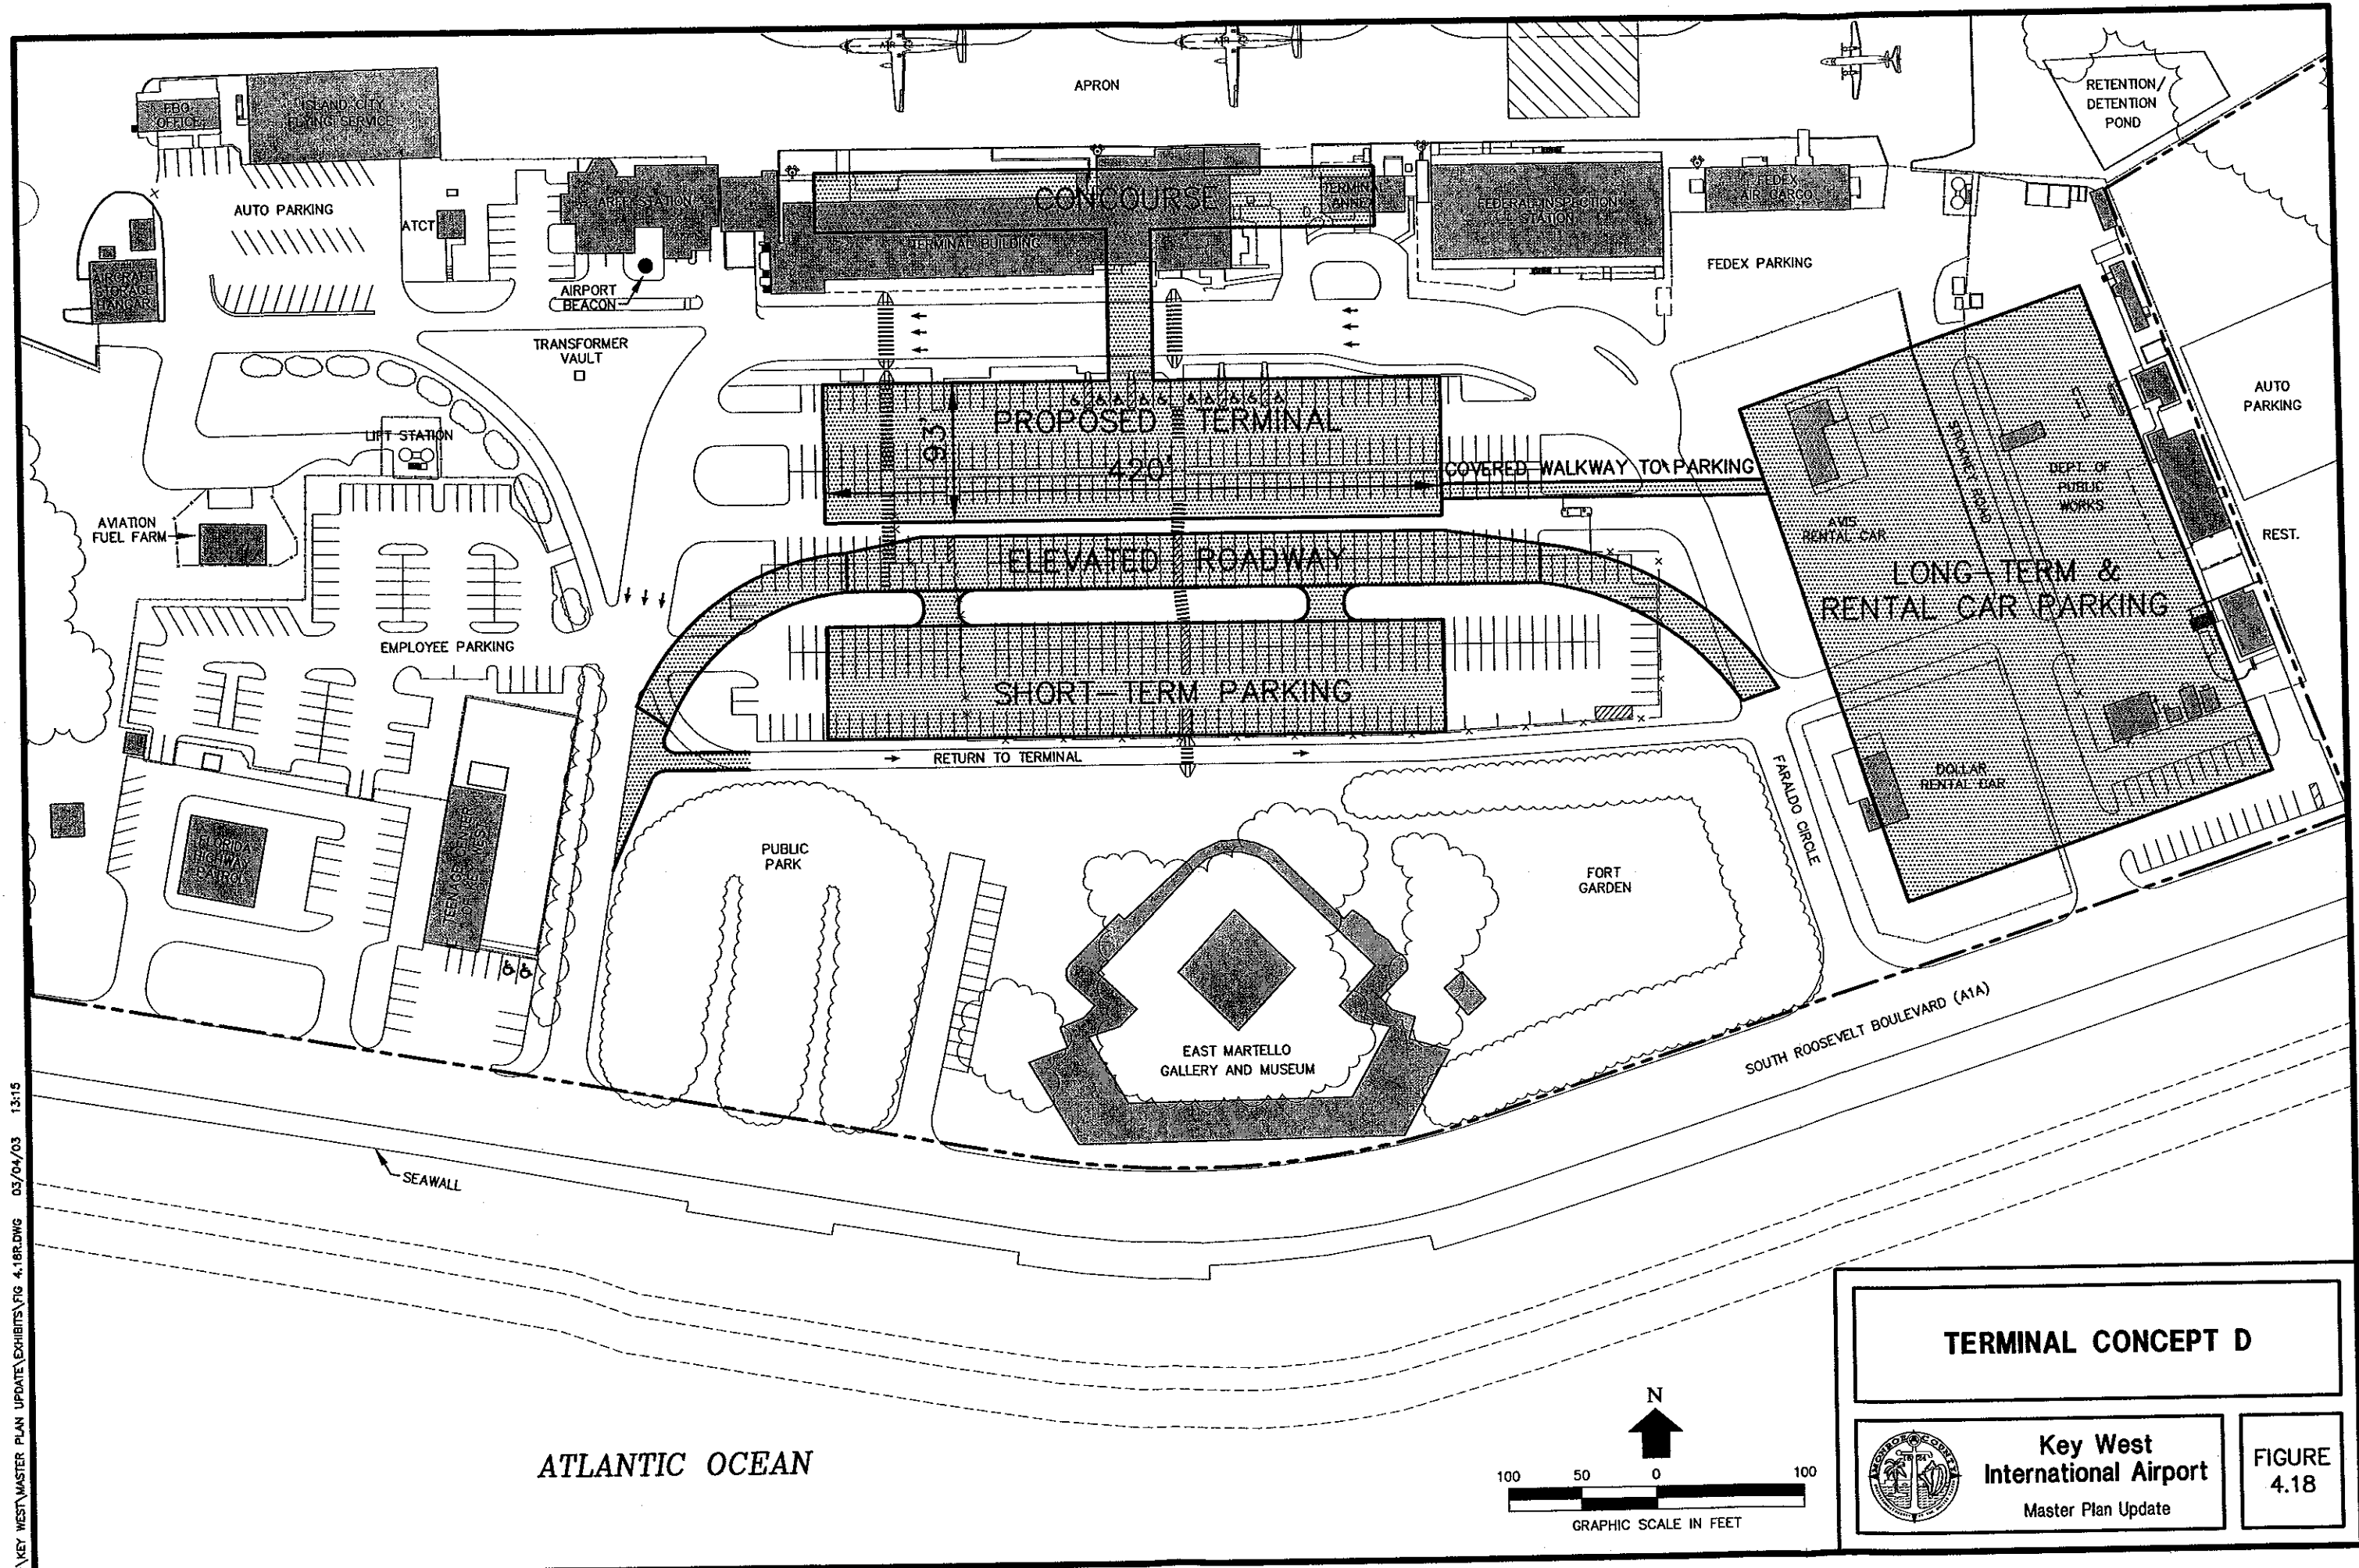 APRON
RETENTION/
DETENTION
POND
FBO
OFFICE
ISLAND CITY
FLYING SERVICE
AUTO PARKING
ATCT
ARFF STATION
CONCOURSE
TERMINAL BUILDING
FEDERAL INSPECTION
STATION
FEDEX
AIR CARGO
FEDEX PARKING
AIRCRAFT
STORAGE
HANGAR
AIRPORT
BEACON
TRANSFORMER
VAULT
LIFT STATION
AVIATION
FUEL FARM
PROPOSED TERMINAL
93'
420'
COVERED WALKWAY TO PARKING
AUTO
PARKING
REST.
STICKNEY ROAD
DEPT. OF
PUBLIC
WORKS
AVIS
RENTAL CAR
LONG-TERM &
RENTAL CAR PARKING
ELEVATED ROADWAY
EMPLOYEE PARKING
SHORT-TERM PARKING
RETURN TO TERMINAL
DOLLAR
RENTAL CAR
FARALDO CIRCLE
FLORIDA
HIGHWAY
PATROL
PUBLIC
PARK
FORT
GARDEN
EAST MARTELLO
GALLERY AND MUSEUM
SOUTH ROOSEVELT BOULEVARD (A1A)
SEAWALL
ATLANTIC OCEAN
N
100 50 0 100
GRAPHIC SCALE IN FEET
TERMINAL CONCEPT D
Key West
International Airport
Master Plan Update
FIGURE
4.18
\KEY WEST\MASTER PLAN UPDATE\EXHIBITS\FIG 4.18R.DWG 03/04/03 13:15